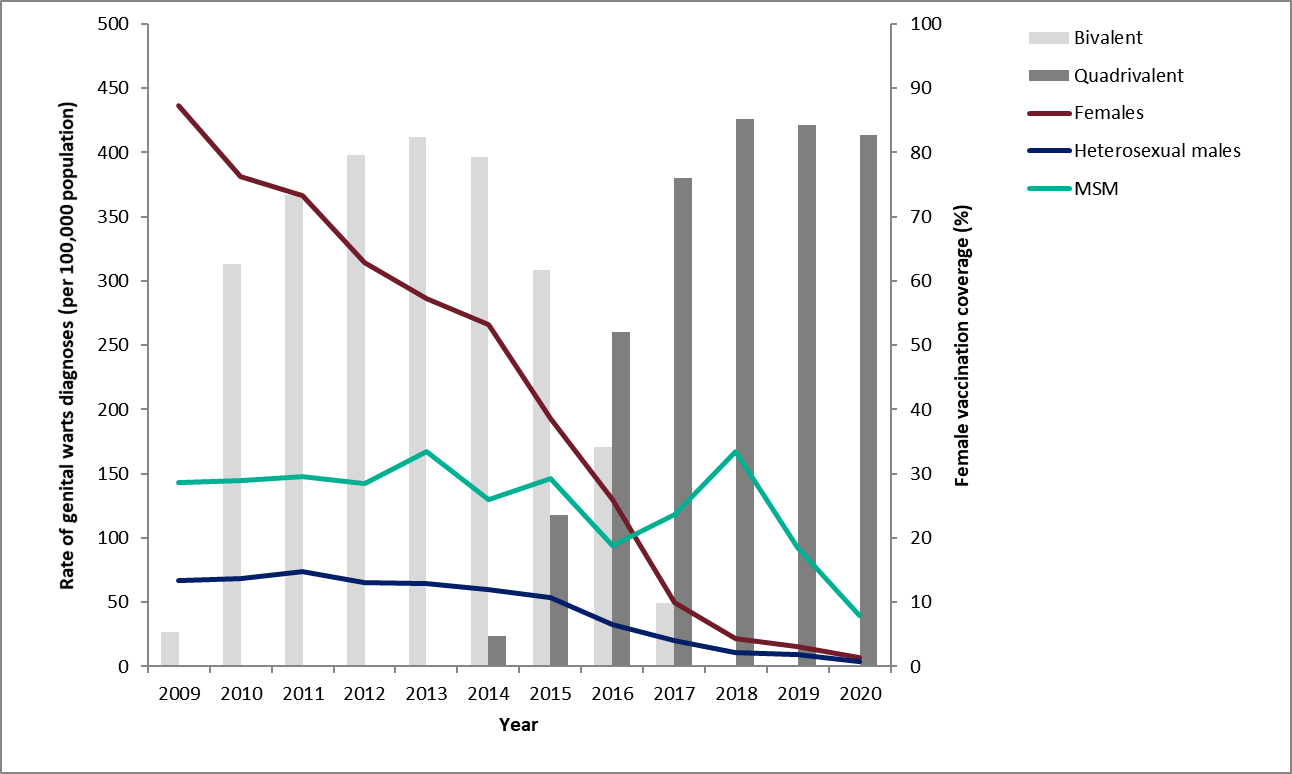 500
450
400
350
300
250
200
150
100
50
0
Rate of genital warts diagnoses (per 100,000 population)
100
90
80
70
60
50
40
30
20
10
0
Female vaccination coverage (%)
2009 2010 2011 2012 2013 2014 2015 2016 2017 2018 2019 2020
Year
Bivalent
Quadrivalent
Females
Heterosexual males
MSM